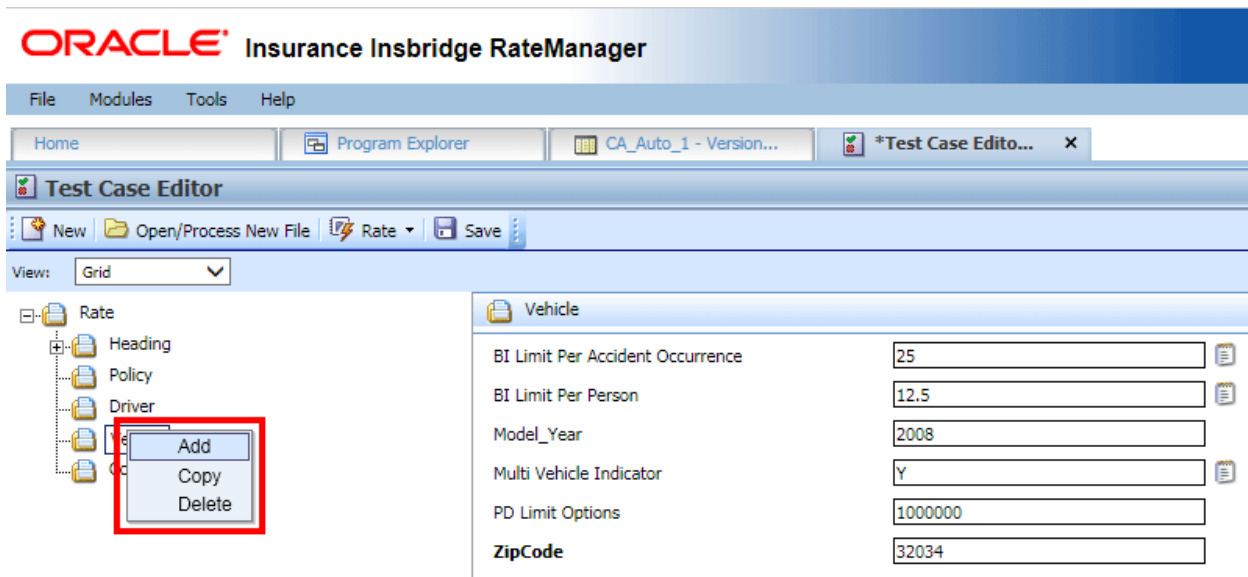 ORACLE Insurance Insbridge RateManager
File Modules Tools Help
Home Program Explorer CA_Auto_1 - Version... *Test Case Edito... x
Test Case Editor
New Open/Process New File Rate Save
View: Grid
Rate
Heading
Policy
Driver
Add
Copy
Delete
Vehicle
BI Limit Per Accident Occurrence 25
BI Limit Per Person 12.5
Model_Year 2008
Multi Vehicle Indicator Y
PD Limit Options 1000000
ZipCode 32034